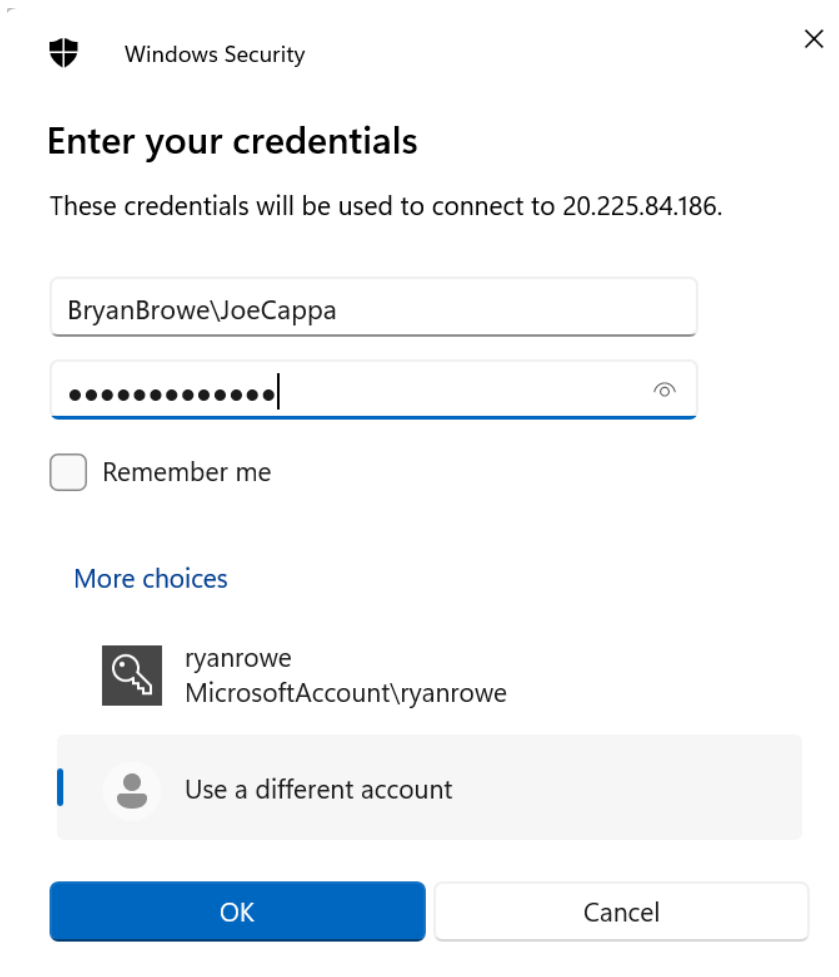 Windows Security
Enter your credentials
These credentials will be used to connect to 20.225.84.186.
BryanBrowe\JoeCappa
•••••••••••••
Remember me
More choices
ryanrowe
MicrosoftAccount\ryanrowe
Use a different account
OK
Cancel